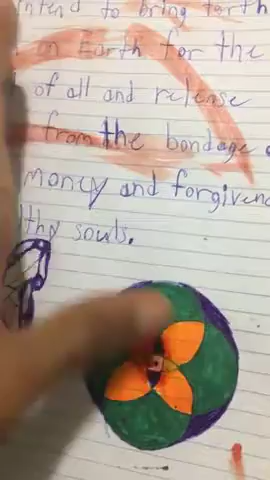 intend to bring forth
on Earth for the
of all and release
from the bondage
money and forgiven
thy souls.